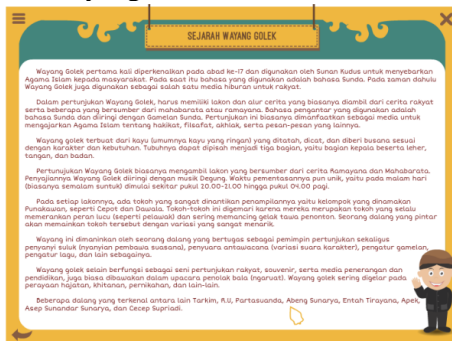 SEJARAH WAYANG GOLEK
Wayang Golek pertama kali diperkenalkan pada abad ke-17 dan digunakan oleh Sunan Kudus untuk menyebarkan
Agama Islam kepada masyarakat. Pada saat itu bahasa yang digunakan adalah bahasa Sunda. Pada zaman dahulu
Wayang Golek juga digunakan sebagai salah satu media hiburan untuk rakyat.
Dalam pertunjukan Wayang Golek, harus memiliki lakon dan alur cerita yang biasanya diambil dari cerita rakyat
serta beberapa yang bersumber dari mahabarata atau ramayana. Bahasa pengantar yang digunakan adalah
bahasa Sunda dan diiringi dengan Gamelan Sunda. Pertunjukan ini biasanya dimanfaatkan sebagai media untuk
mengajarkan Agama Islam tentang hakikat, filsafat, akhlak, serta pesan-pesan yang lainnya.
Wayang golek terbuat dari kayu (umumnya kayu yang ringan) yang ditatah, dicat, dan diberi busana sesuai
dengan karakter dan kebutuhan. Tubuhnya dapat dipisah menjadi tiga bagian, yaitu bagian kepala beserta leher,
tangan, dan badan.
Pertunujukan Wayang Golek biasanya mengambil lakon yang bersumber dari cerita Ramayana dan Mahabarata.
Penyajiannya Wayang Golek diiringi dengan musik Degung. Waktu pementasannya pun unik, yaitu pada malam hari
(biasanya semalam suntuk) dimulai sekitar pukul 20.00-21.00 hingga pukul 04.00 pagi.
Pada setiap lakonnya, ada tokoh yang sangat dinantikan penampilannya yaitu kelompok yang dinamakan
Punakawan, seperti Cepot dan Dawala. Tokoh-tokoh ini digemari karena mereka merupakan tokoh yang selalu
memerankan peran lucu (seperti pelawak) dan sering memancing gelak tawa penonton. Seorang dalang yang pintar
akan memainkan tokoh tersebut dengan variasi yang sangat menarik.
Wayang ini dimaninkan oleh seorang dalang yang bertugas sebagai pemimpin pertunjukan sekaligus
penyanyi suluk (nyanyian pembawa suasana), penyuara antawacana (variasi suara karakter), pengatur gamelan,
pengatur lagu, dan lain sebagainya.
Wayang golek selain berfungsi sebagai seni pertunjukan rakyat, souvenir, serta media penerangan dan
pendidikan, juga biasa dibawakan dalam upacara penolak bala (ngaruat). Wayang golek sering digelar pada
perayaan hajatan, khitanan, pernikahan, dan lain-lain.
Beberapa dalang yang terkenal antara lain Tarkim, R.U, Partasuanda, Abeng Sunarya, Entah Tirayana, Apek,
Asep Sunandar Sunarya, dan Cecep Supriadi.